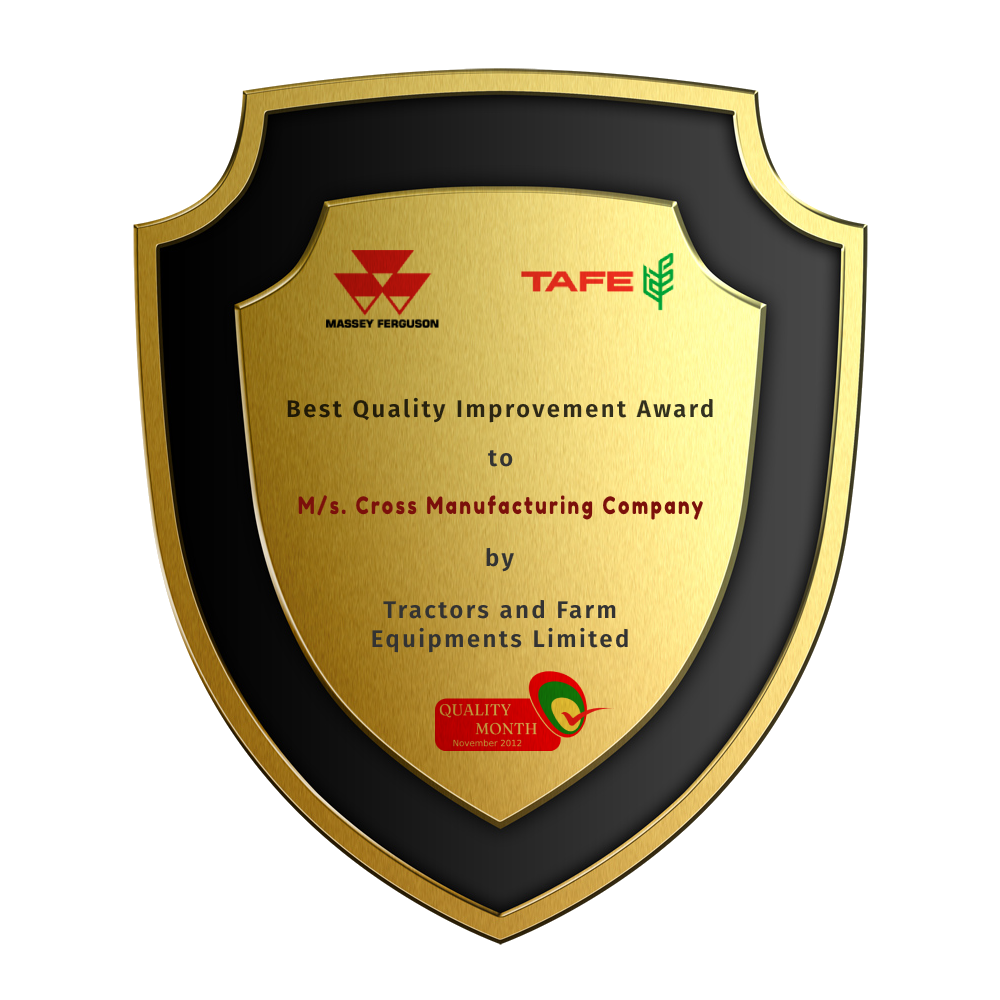 MASSEY FERGUSON
TAFE
Best Quality Improvement Award
to
M/s. Cross Manufacturing Company
by
Tractors and Farm
Equipments Limited
QUALITY
MONTH
November 2012